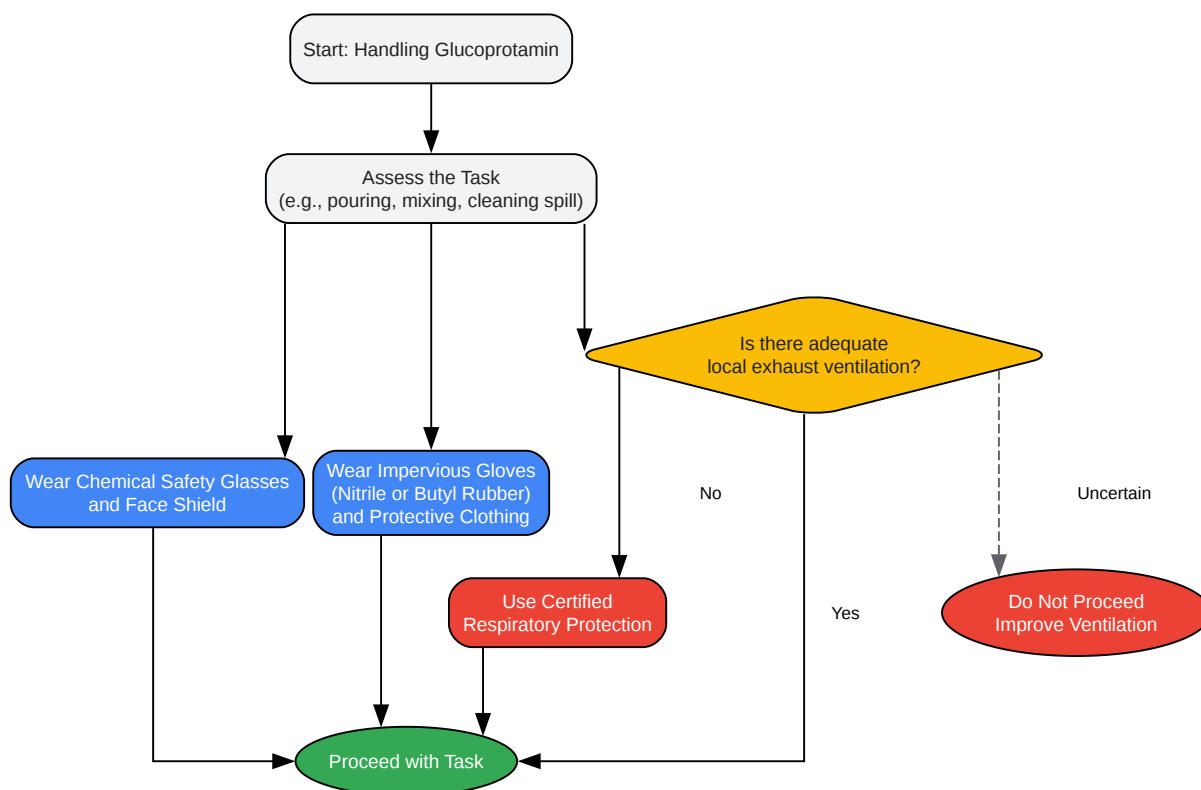 Start: Handling Glucoprotamin
Assess the Task
(e.g., pouring, mixing, cleaning spill)
Is there adequate
local exhaust ventilation?
Wear Chemical Safety Glasses
and Face Shield
Wear Impervious Gloves
(Nitrile or Butyl Rubber)
and Protective Clothing
No
Uncertain
Use Certified
Respiratory Protection
Yes
Do Not Proceed
Improve Ventilation
Proceed with Task